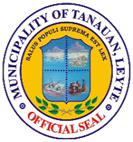 MUNICIPALITY OF TANAUAN, LEYTE
SALUS POPULI SUPREMA EST LEX
OFFICIAL SEAL